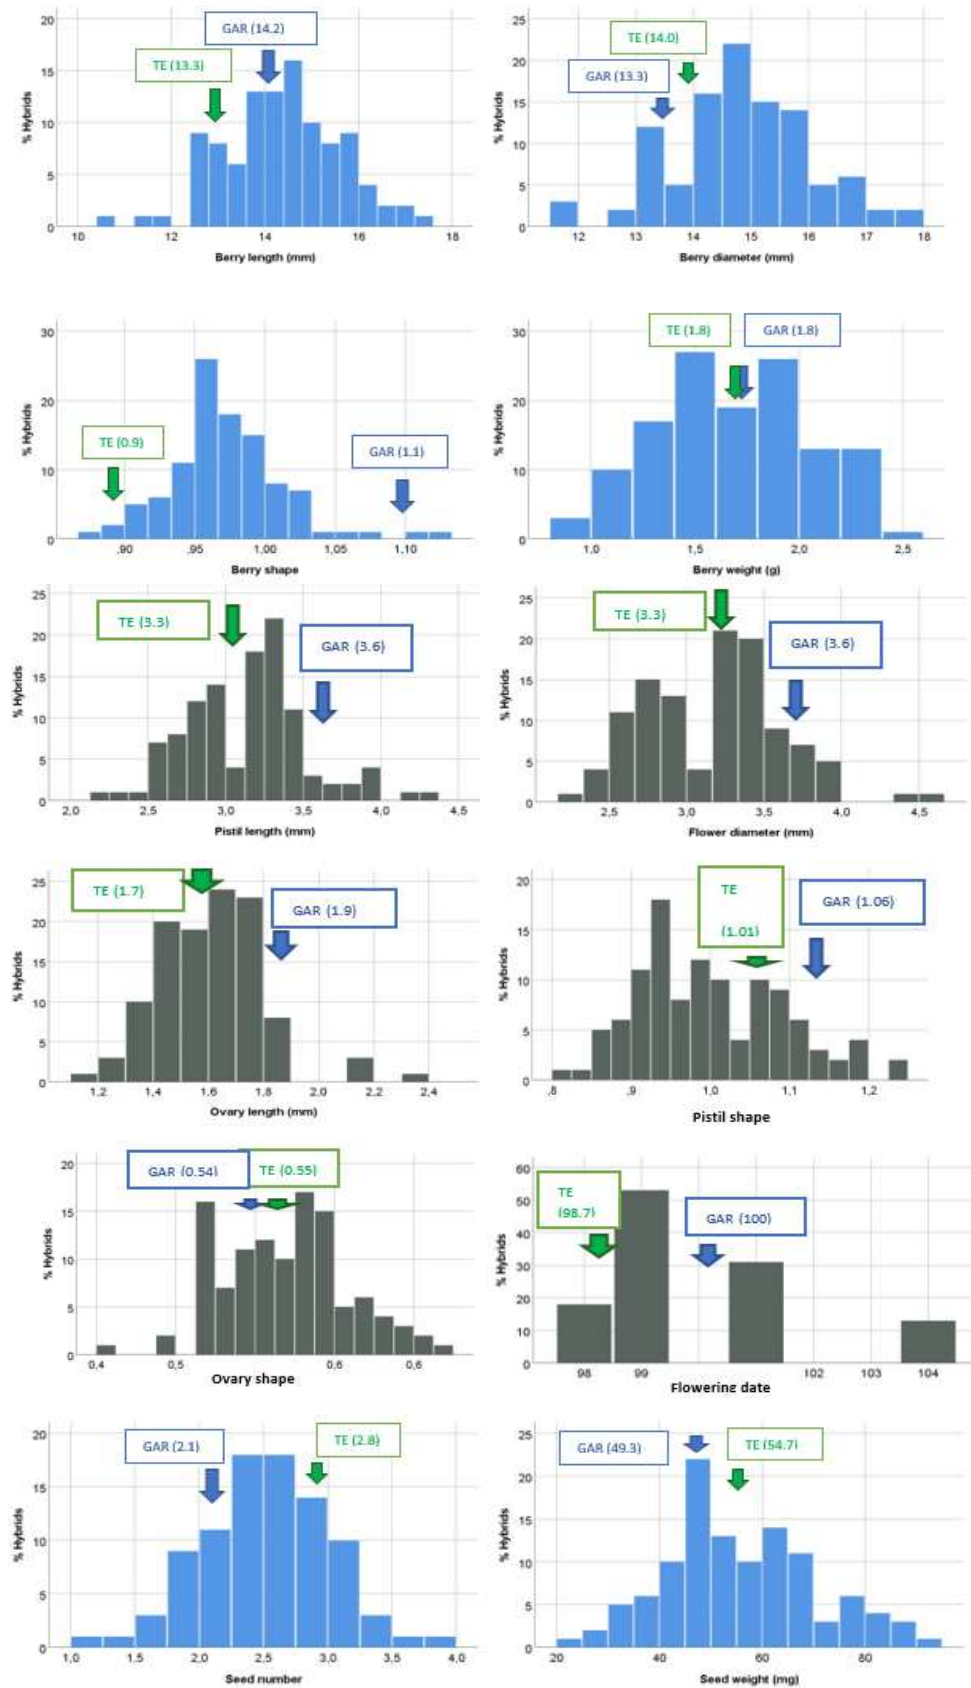 20
GAR (14.2)
TE (13.3)
15
10
5
0
% Hybrids
10 12 14 16 18
Berry length (mm)
25
TE (14.0)
20
GAR (13.3)
15
10
5
0
% Hybrids
12 13 14 15 16 17 18
Berry diameter (mm)
30
20
TE (0.9)
GAR (1.1)
10
0
% Hybrids
,90 ,95 1,00 1,05 1,10
Berry shape
30
TE (1.8) GAR (1.8)
20
10
0
% Hybrids
1,0 1,5 2,0 2,5
Berry weight (g)
25
TE (3.3)
20
GAR (3.6)
15
10
5
0
% Hybrids
2,0 2,5 3,0 3,5 4,0 4,5
Pistil length (mm)
25
TE (3.3)
20
GAR (3.6)
15
10
5
0
% Hybrids
2,5 3,0 3,5 4,0 4,5
Flower diameter (mm)
25
TE (1.7)
GAR (1.9)
20
15
10
5
0
% Hybrids
1,2 1,4 1,6 1,8 2,0 2,2 2,4
Ovary length (mm)
20
TE
(1.01)
GAR (1.06)
15
10
5
0
% Hybrids
,8 ,9 1,0 1,1 1,2
Pistil shape
20
GAR (0.54) TE (0.55)
15
10
5
0
% Hybrids
0,4 0,5 0,6 0,6
Ovary shape
60
TE
(98.7)
50
GAR (100)
40
30
20
10
0
% Hybrids
98 99 102 103 104
Flowering date
20
GAR (2.1) TE (2.8)
15
10
5
0
% Hybrids
1,0 1,5 2,0 2,5 3,0 3,5 4,0
Seed number
25
GAR (49.3) TE (54.7)
20
15
10
5
0
% Hybrids
20 40 60 80
Seed weight (mg)